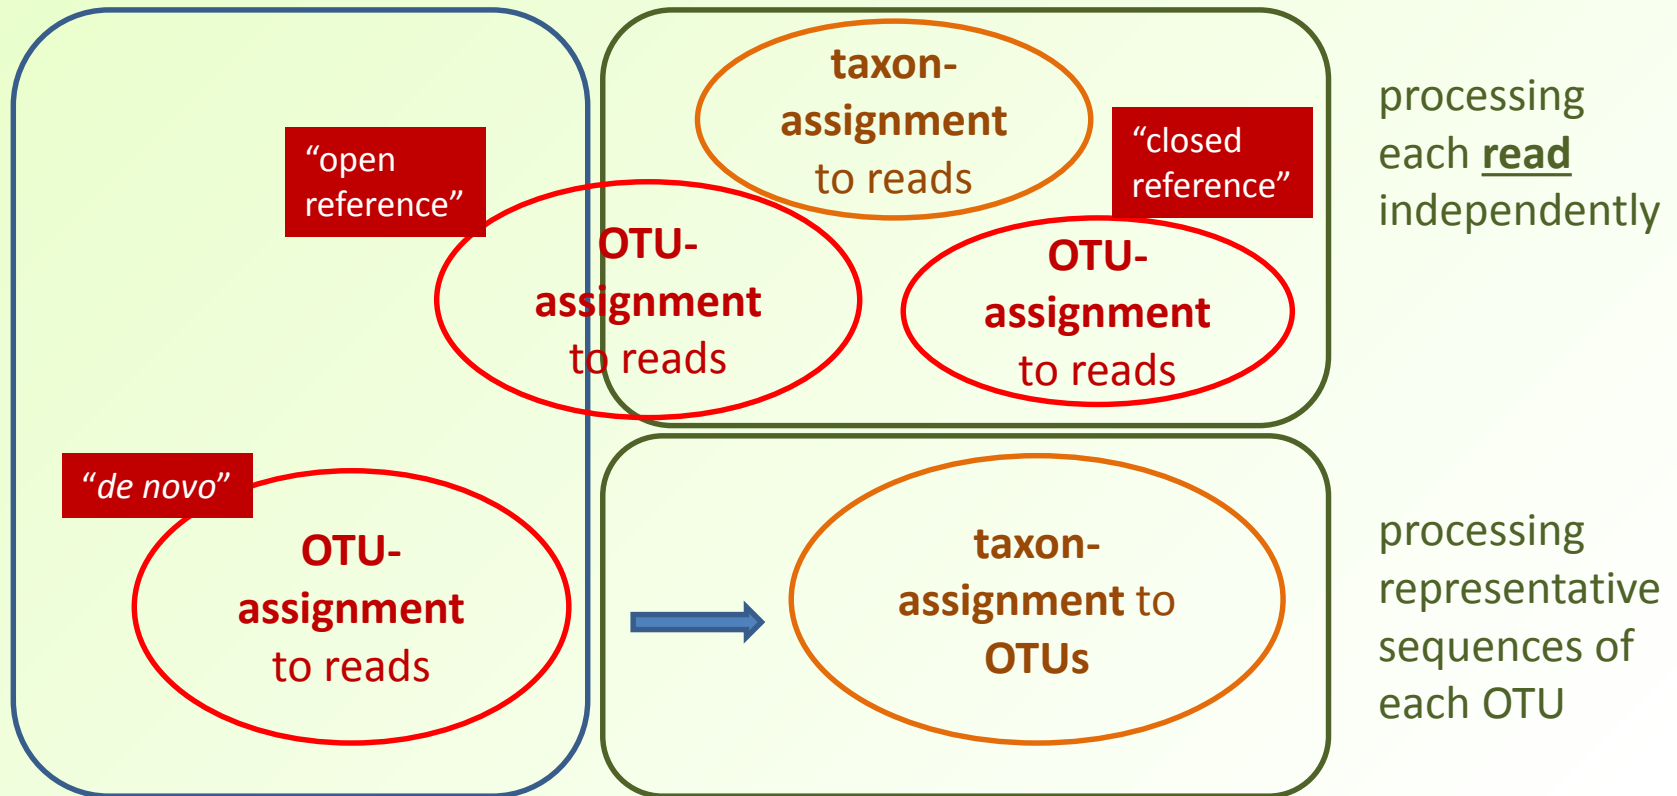 taxon-
assignment
to reads
“open
reference”
“closed
reference”
processing
each read
independently
OTU-
assignment
to reads
OTU-
assignment
to reads
“de novo”
OTU-
assignment
to reads
taxon-
assignment to
OTUs
processing
representative
sequences of
each OTU